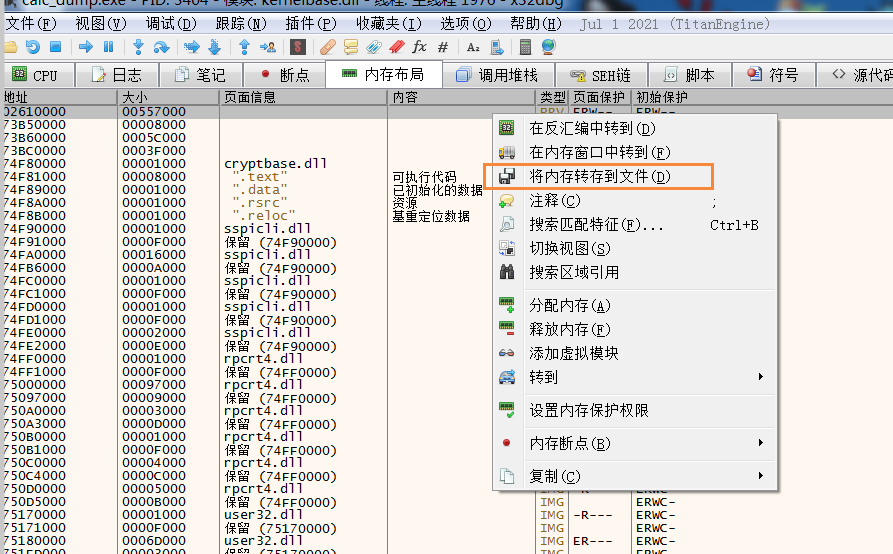 calc_dump.exe - PID: 5464 - 模块: kernelbase.dll - 线程: 主线程 1976 - x32dbg
文件(F) 视图(V) 调试(D) 跟踪(N) 插件(P) 收藏夹(I) 选项(O) 帮助(H) Jul 1 2021 (TitanEngine)
CPU 日志 笔记 断点 内存布局 调用堆栈 SEH链 脚本 符号 源代码
地址 大小 页面信息 内容 类型 页面保护 初始保护
02610000 00557000 PRV ERW-- ERW--
73B50000 00008000
73B60000 0005C000
73BC0000 0003F000
74F80000 00001000 cryptbase.dll
74F81000 00008000 ".text" 可执行代码
74F89000 00001000 ".data" 已初始化的数据
74F8A000 00001000 ".rsrc" 资源
74F8B000 00001000 ".reloc" 基重定位数据
74F90000 00001000 sspicli.dll
74F91000 0000F000 保留 (74F90000)
74FA0000 00016000 sspicli.dll
74FB6000 0000A000 保留 (74F90000)
74FC0000 00001000 sspicli.dll
74FC1000 0000F000 保留 (74F90000)
74FD0000 00001000 sspicli.dll
74FD1000 0000F000 保留 (74F90000)
74FE0000 00002000 sspicli.dll
74FE2000 0000E000 保留 (74F90000)
74FF0000 00001000 rpcrt4.dll
74FF1000 0000F000 保留 (74FF0000)
75000000 00097000 rpcrt4.dll
75097000 00009000 保留 (74FF0000)
750A0000 00003000 rpcrt4.dll
750A3000 0000D000 保留 (74FF0000)
750B0000 00001000 rpcrt4.dll
750B1000 0000F000 保留 (74FF0000)
750C0000 00004000 rpcrt4.dll
750C4000 0000C000 保留 (74FF0000)
750D0000 00005000 rpcrt4.dll IMG -R--- ERWC-
750D5000 0000B000 保留 (74FF0000) IMG ERWC-
75170000 00001000 user32.dll IMG -R--- ERWC-
75171000 0000F000 保留 (75170000) IMG ERWC-
75180000 0006D000 user32.dll IMG ER--- ERWC-
751ED000 00003000 保留 (75170000) IMG ERWC-
在反汇编中转到(D)
在内存窗口中转到(F)
将内存转存到文件(D)
注释(C) ;
搜索匹配特征(F)... Ctrl+B
切换视图(S)
搜索区域引用
分配内存(A)
释放内存(F)
添加虚拟模块
转到
设置内存保护权限
内存断点(B)
复制(C)